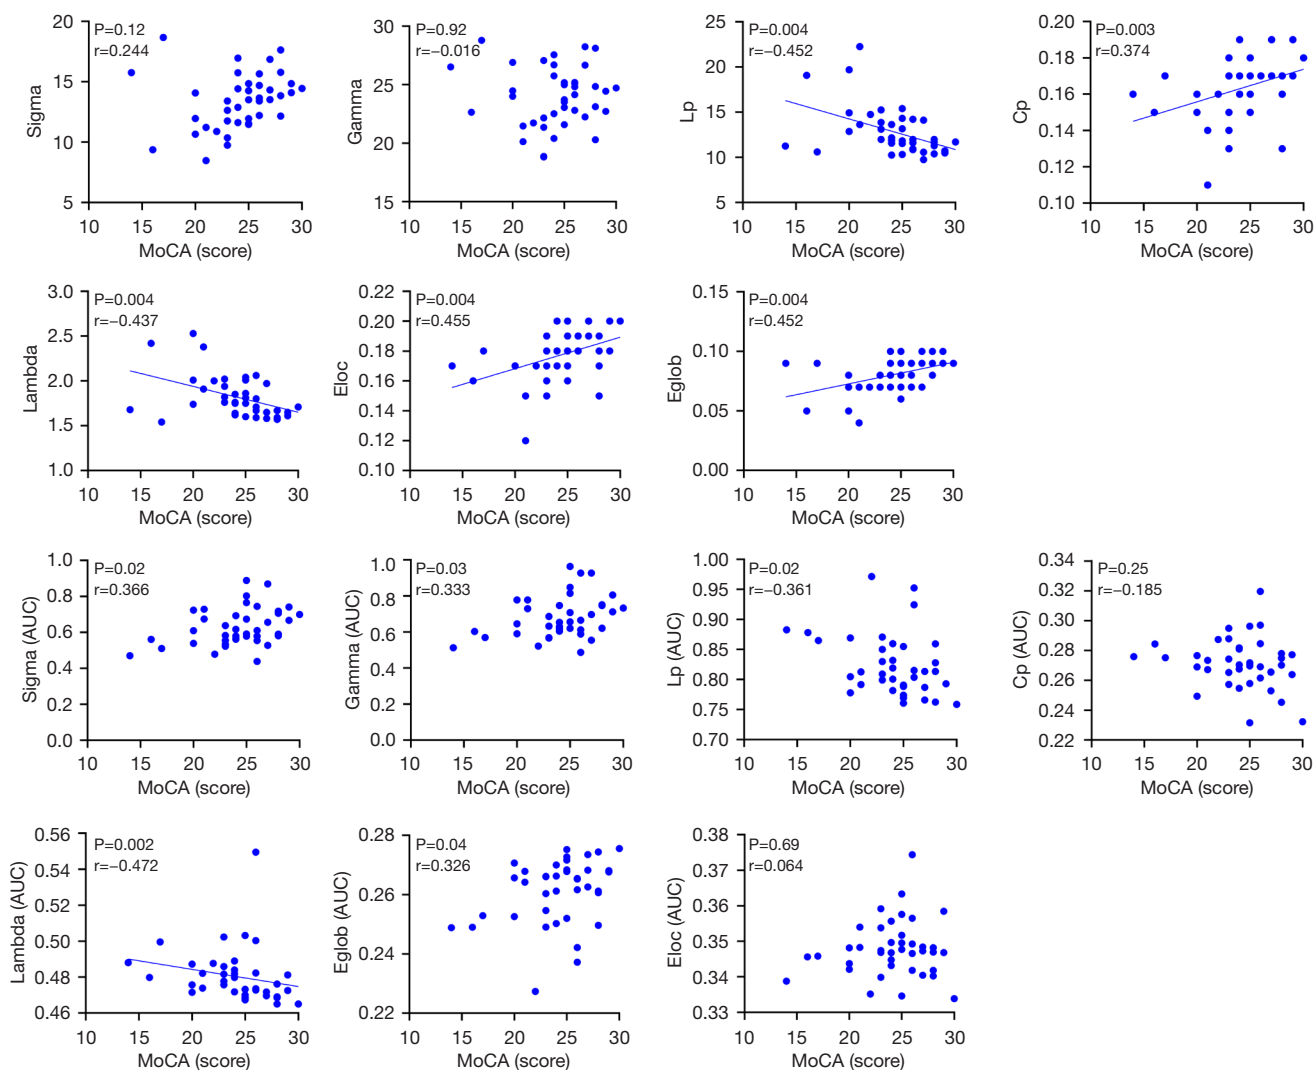 P=0.12
r=0.244
20
15
10
5
Sigma
10 15 20 25 30
MoCA (score)
P=0.92
r=−0.016
30
25
20
15
Gamma
10 15 20 25 30
MoCA (score)
P=0.004
r=−0.452
25
20
15
10
5
Lp
10 15 20 25 30
MoCA (score)
P=0.003
r=0.374
0.20
0.18
0.16
0.14
0.12
0.10
Cp
10 15 20 25 30
MoCA (score)
P=0.004
r=−0.437
3.0
2.5
2.0
1.5
1.0
Lambda
10 15 20 25 30
MoCA (score)
P=0.004
r=0.455
0.22
0.20
0.18
0.16
0.14
0.12
0.10
Eloc
10 15 20 25 30
MoCA (score)
P=0.004
r=0.452
0.15
0.10
0.05
0.00
Eglob
10 15 20 25 30
MoCA (score)
P=0.02
r=0.366
1.0
0.8
0.6
0.4
0.2
0.0
Sigma (AUC)
10 15 20 25 30
MoCA (score)
P=0.03
r=0.333
1.0
0.8
0.6
0.4
0.2
0.0
Gamma (AUC)
10 15 20 25 30
MoCA (score)
P=0.02
r=−0.361
1.00
0.95
0.90
0.85
0.80
0.75
0.70
Lp (AUC)
10 15 20 25 30
MoCA (score)
P=0.25
r=−0.185
0.34
0.32
0.30
0.28
0.26
0.24
0.22
Cp (AUC)
10 15 20 25 30
MoCA (score)
P=0.002
r=−0.472
0.56
0.54
0.52
0.50
0.48
0.46
Lambda (AUC)
10 15 20 25 30
MoCA (score)
P=0.04
r=0.326
0.28
0.26
0.24
0.22
Eglob (AUC)
10 15 20 25 30
MoCA (score)
P=0.69
r=0.064
0.38
0.37
0.36
0.35
0.34
0.33
Eloc (AUC)
10 15 20 25 30
MoCA (score)